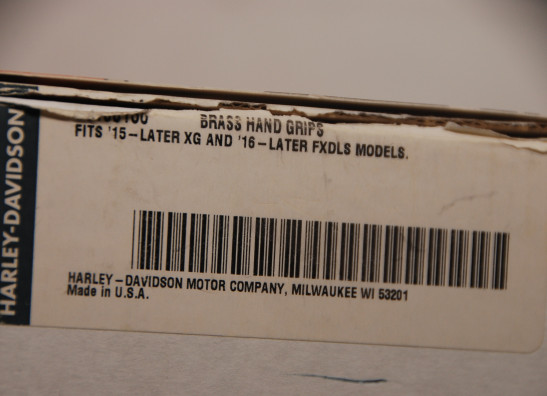 BRASS HAND GRIPS
FITS '15-LATER XG AND '16-LATER FXDLS MODELS.
HARLEY-DAVIDSON MOTOR COMPANY, MILWAUKEE WI 53201
Made in U.S.A.
HARLEY-DAVIDSON